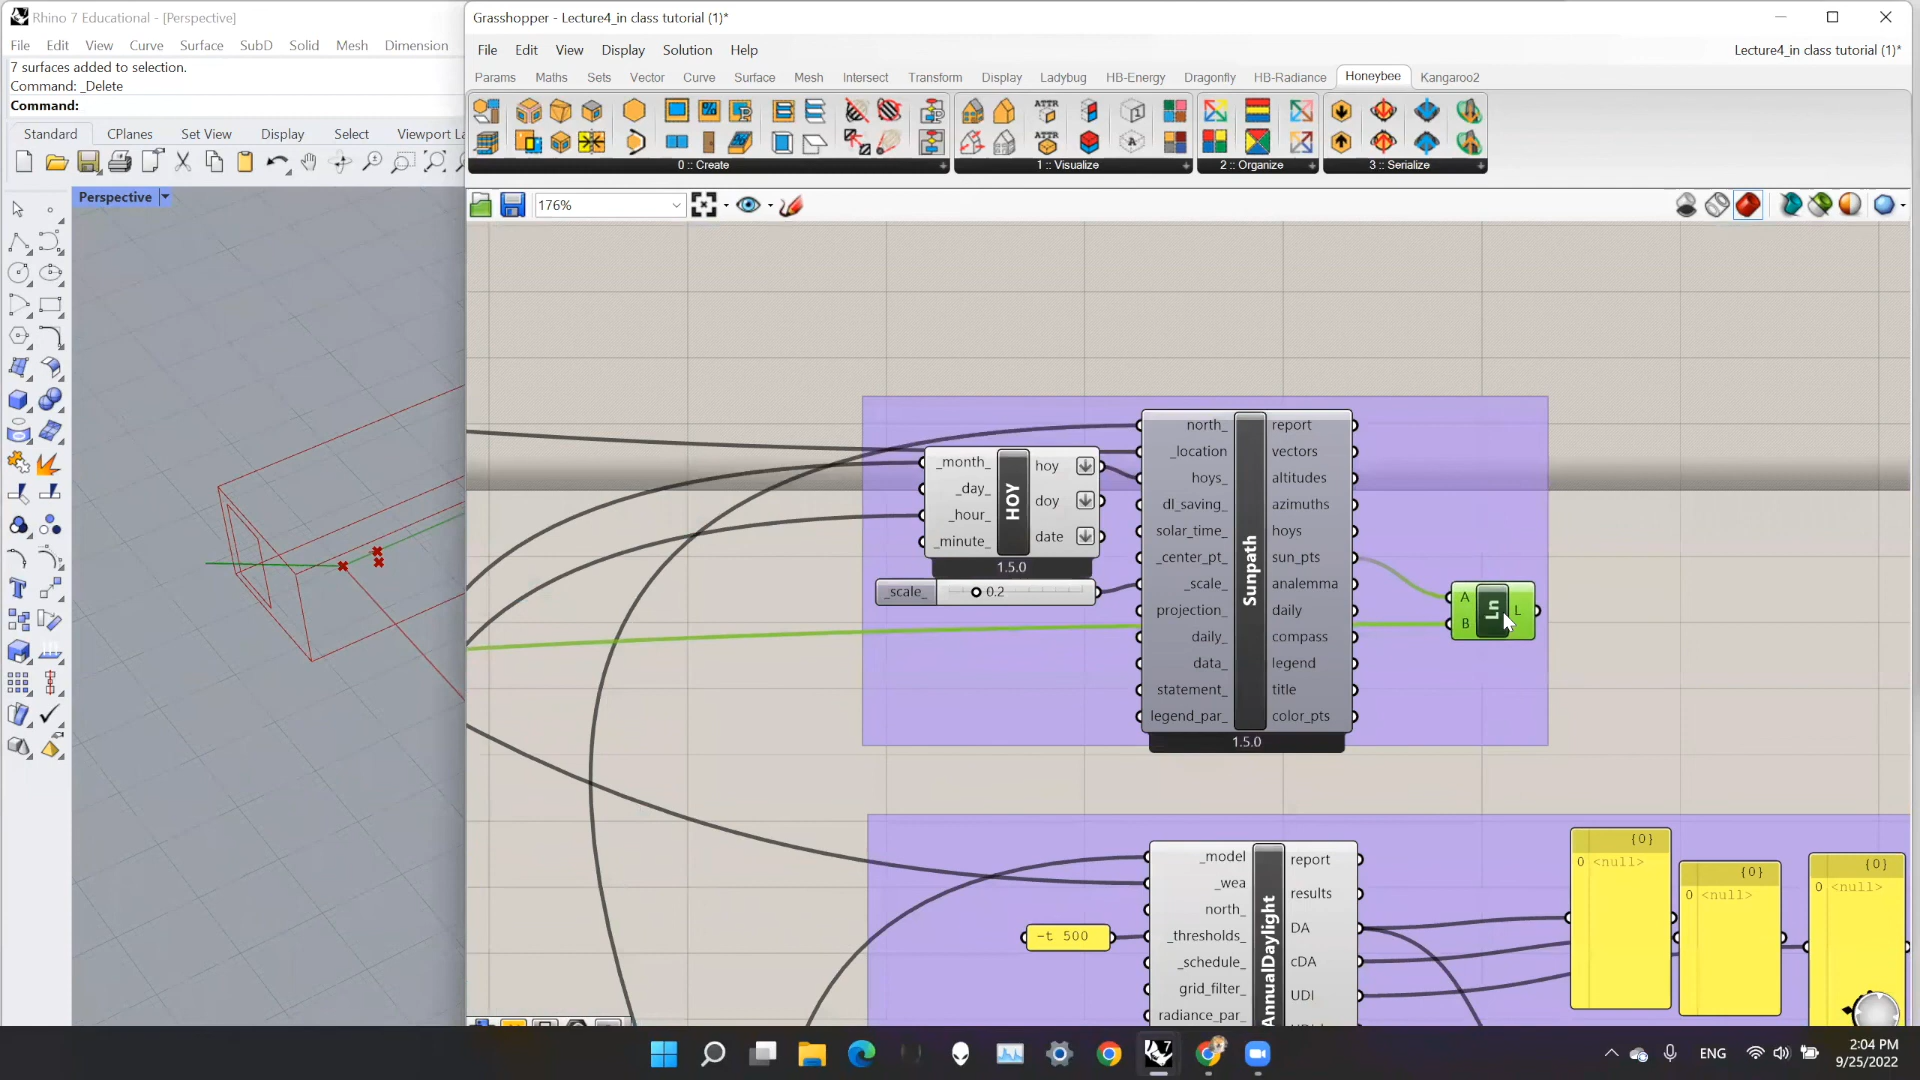 Rhino 7 Educational - [Perspective]
File Edit View Curve Surface SubD Solid Mesh Dimension
7 surfaces added to selection.
Command: _Delete
Command:
Standard CPlanes Set View Display Select Viewport La
Perspective
Grasshopper - Lecture4_in class tutorial (1)*
File Edit View Display Solution Help
Lecture4_in class tutorial (1)*
Params Maths Sets Vector Curve Surface Mesh Intersect Transform Display Ladybug HB-Energy Dragonfly HB-Radiance Honeybee Kangaroo2
ATTR
ATTR
0 :: Create
1 :: Visualize
2 :: Organize
3 :: Serialize
176%
_month_
_day_
_hour_
_minute_
HOY
hoy
doy
date
1.5.0
_scale_ 0.2
north_
_location
hoys_
dl_saving_
solar_time_
_center_pt_
_scale_
projection_
daily_
data_
statement_
legend_par_
Sunpath
report
vectors
altitudes
azimuths
hoys
sun_pts
analemma
daily
compass
legend
title
color_pts
1.5.0
A
B
Ln
L
-t 500
_model
_wea
north_
_thresholds_
_schedule_
grid_filter_
radiance_par_
AnnualDaylight
report
results
DA
cDA
UDI
{0}
0 <null>
{0}
0 <null>
{0}
0 <null>
ENG
2:04 PM
9/25/2022